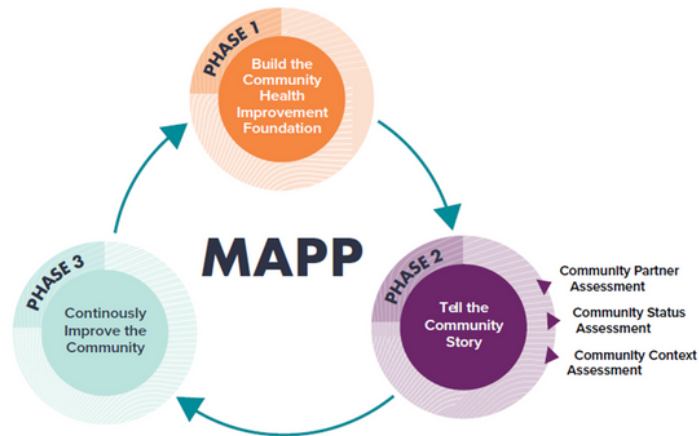 PHASE 1
Build the
Community
Health
Improvement
Foundation
MAPP
PHASE 2
Tell the
Community
Story
Community Partner
Assessment
Community Status
Assessment
Community Context
Assessment
PHASE 3
Continously
Improve the
Community